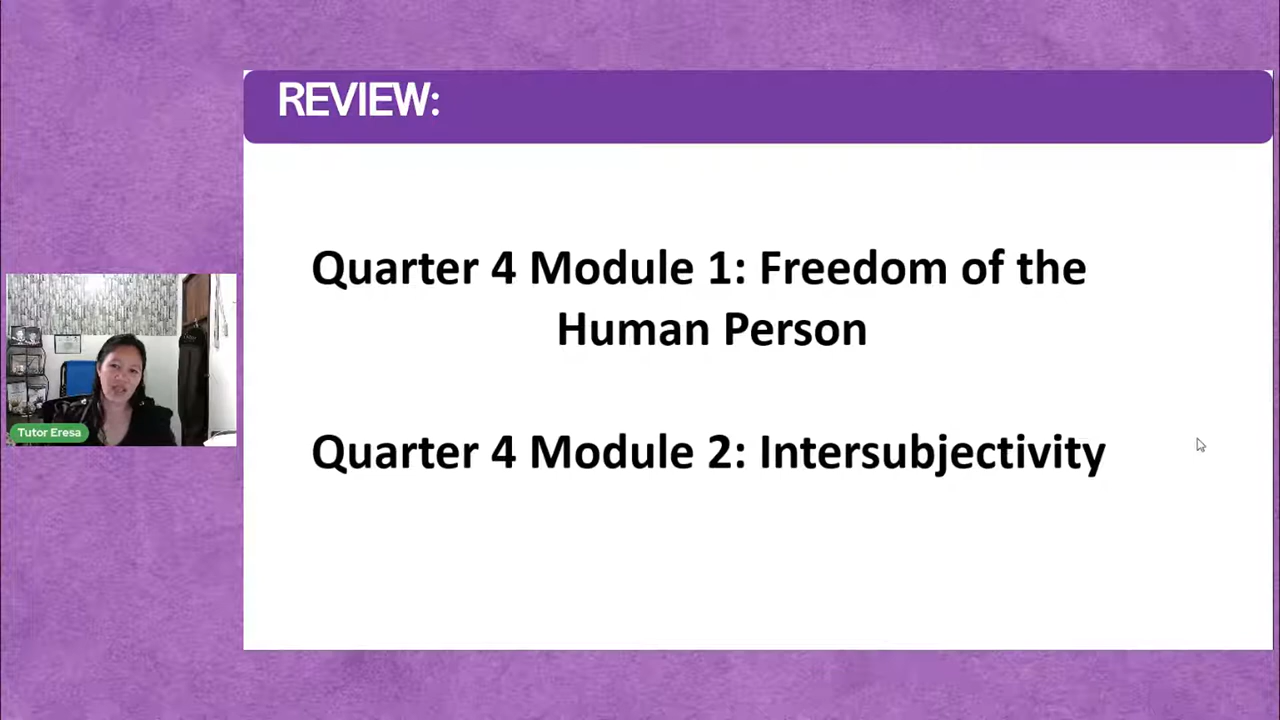 REVIEW:
Quarter 4 Module 1: Freedom of the
Human Person
Quarter 4 Module 2: Intersubjectivity
Tutor Eresa